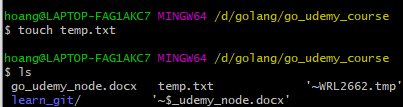 hoang@LAPTOP-FAG1AKC7 MINGW64 /d/golang/go_udemy_course
$ touch temp.txt
hoang@LAPTOP-FAG1AKC7 MINGW64 /d/golang/go_udemy_course
$ ls
go_udemy_node.docx temp.txt '~WRL2662.tmp'
learn_git/ '~$_udemy_node.docx'